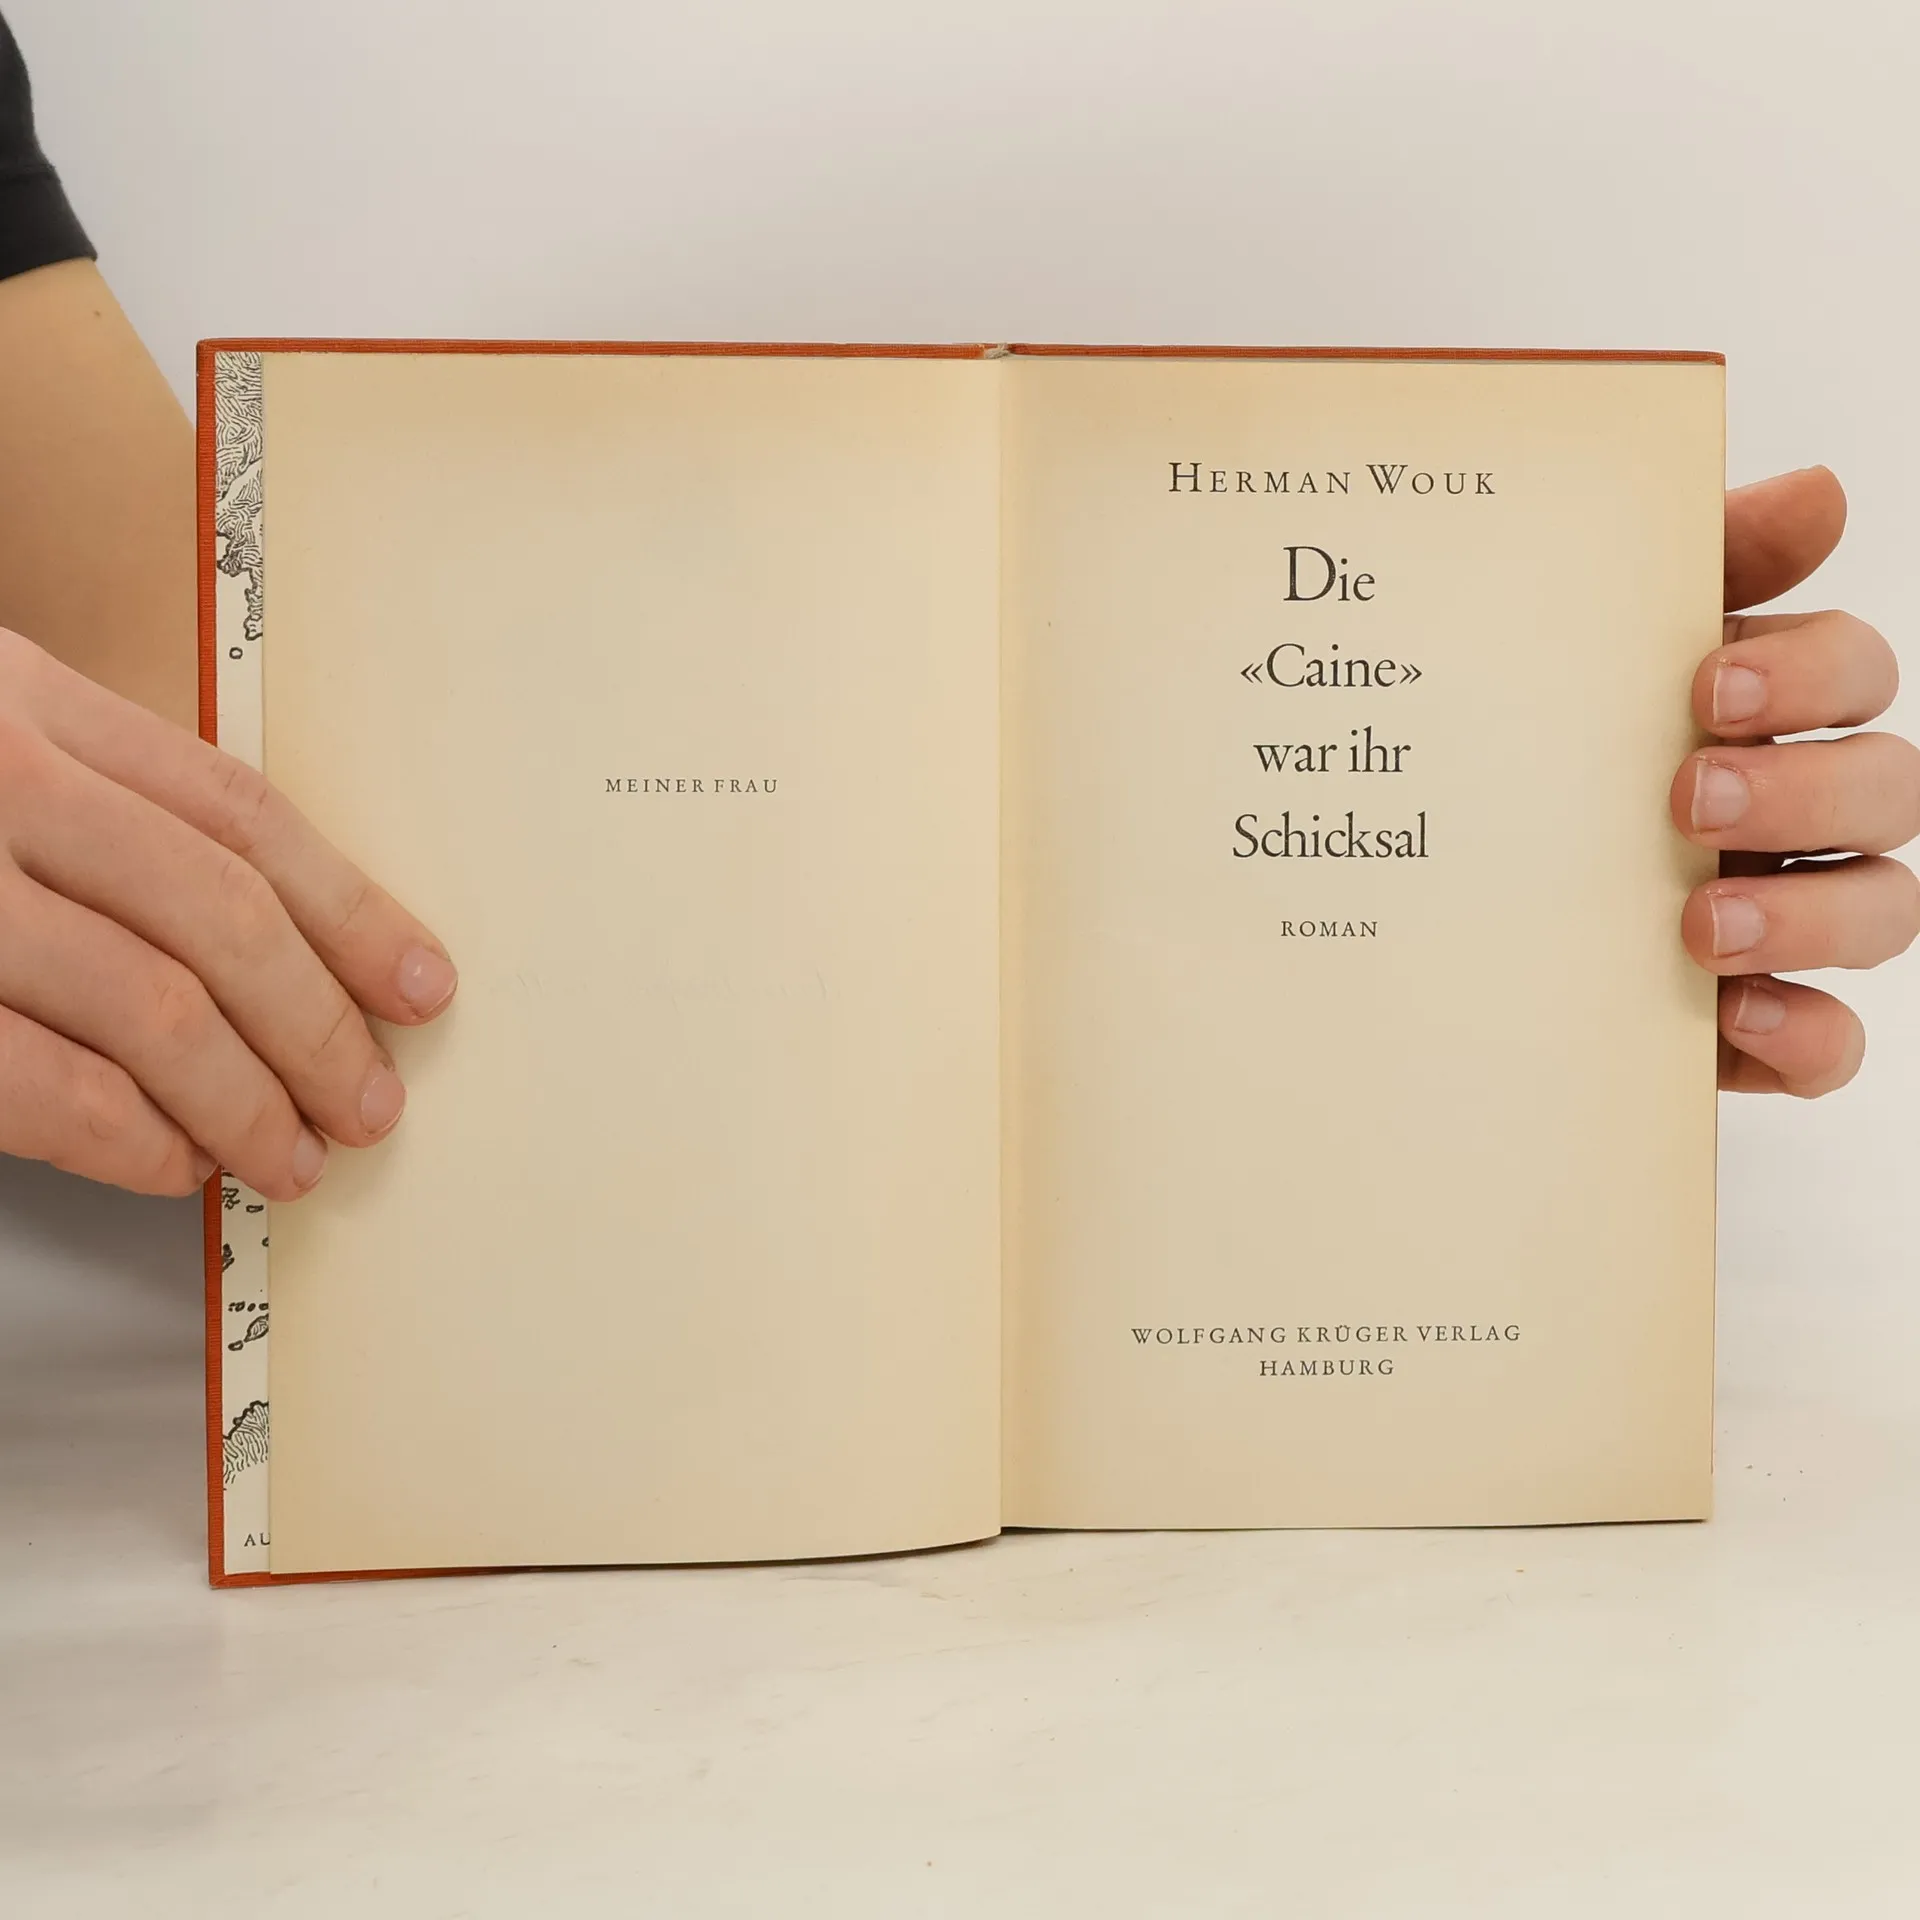 MEINER FRAU
HERMAN WOUK
Die
«Caine»
war ihr
Schicksal
ROMAN
WOLFGANG KRÜGER VERLAG
HAMBURG